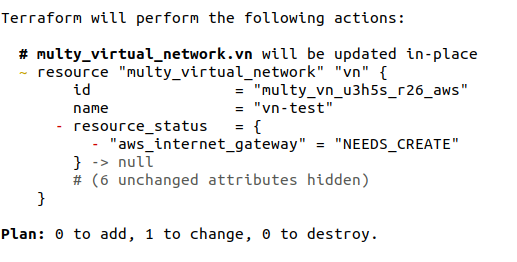 Terraform will perform the following actions:
# multy_virtual_network.vn will be updated in-place
~ resource "multy_virtual_network" "vn" {
id = "multy_vn_u3h5s_r26_aws"
name = "vn-test"
- resource_status = {
- "aws_internet_gateway" = "NEEDS_CREATE"
} -> null
# (6 unchanged attributes hidden)
}
Plan: 0 to add, 1 to change, 0 to destroy.